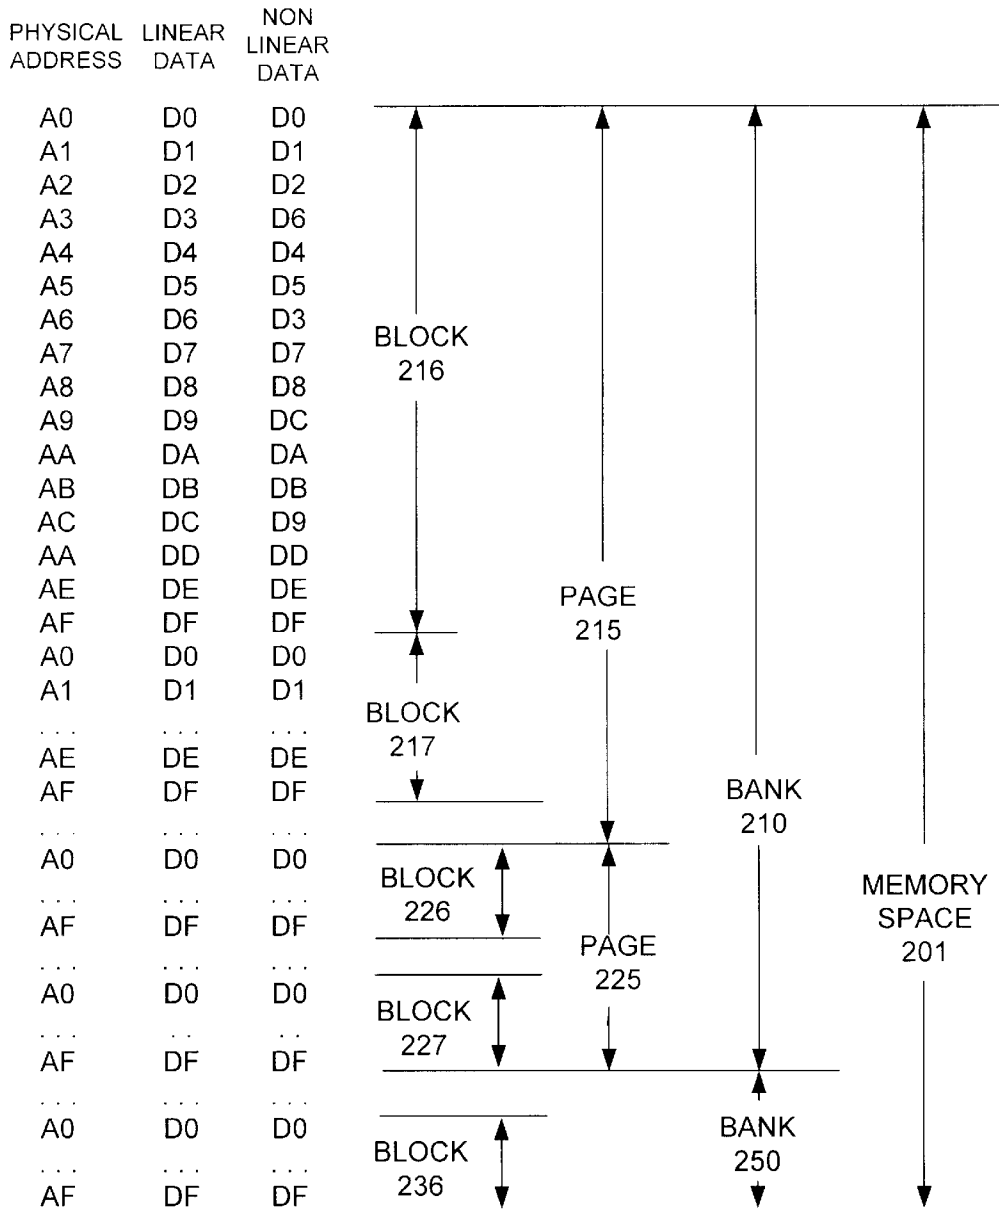 PHYSICAL ADDRESS LINEAR DATA NON LINEAR DATA
A0 D0 D0
A1 D1 D1
A2 D2 D2
A3 D3 D6
A4 D4 D4
A5 D5 D5
A6 D6 D3
A7 D7 D7
A8 D8 D8
A9 D9 DC
AA DA DA
AB DB DB
AC DC D9
AA DD DD
AE DE DE
AF DF DF
A0 D0 D0
A1 D1 D1
. . . . . . . . .
AE DE DE
AF DF DF
. . . . . . . . .
A0 D0 D0
. . . . . . . . .
AF DF DF
. . . . . . . . .
A0 D0 D0
. . . . . . .
AF DF DF
. . . . . . . . .
A0 D0 D0
. . . . . . . . .
AF DF DF
BLOCK
216
BLOCK
217
BLOCK
226
BLOCK
227
BLOCK
236
PAGE
215
PAGE
225
BANK
210
BANK
250
MEMORY
SPACE
201